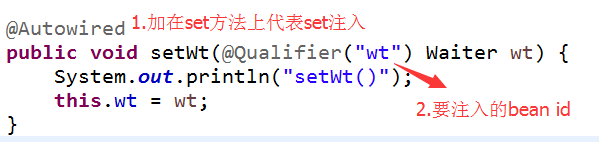 @Autowired 1.加在set方法上代表set注入
public void setWt(@Qualifier("wt") Waiter wt) {
System.out.println("setWt()");
this.wt = wt;
2.要注入的bean id
}